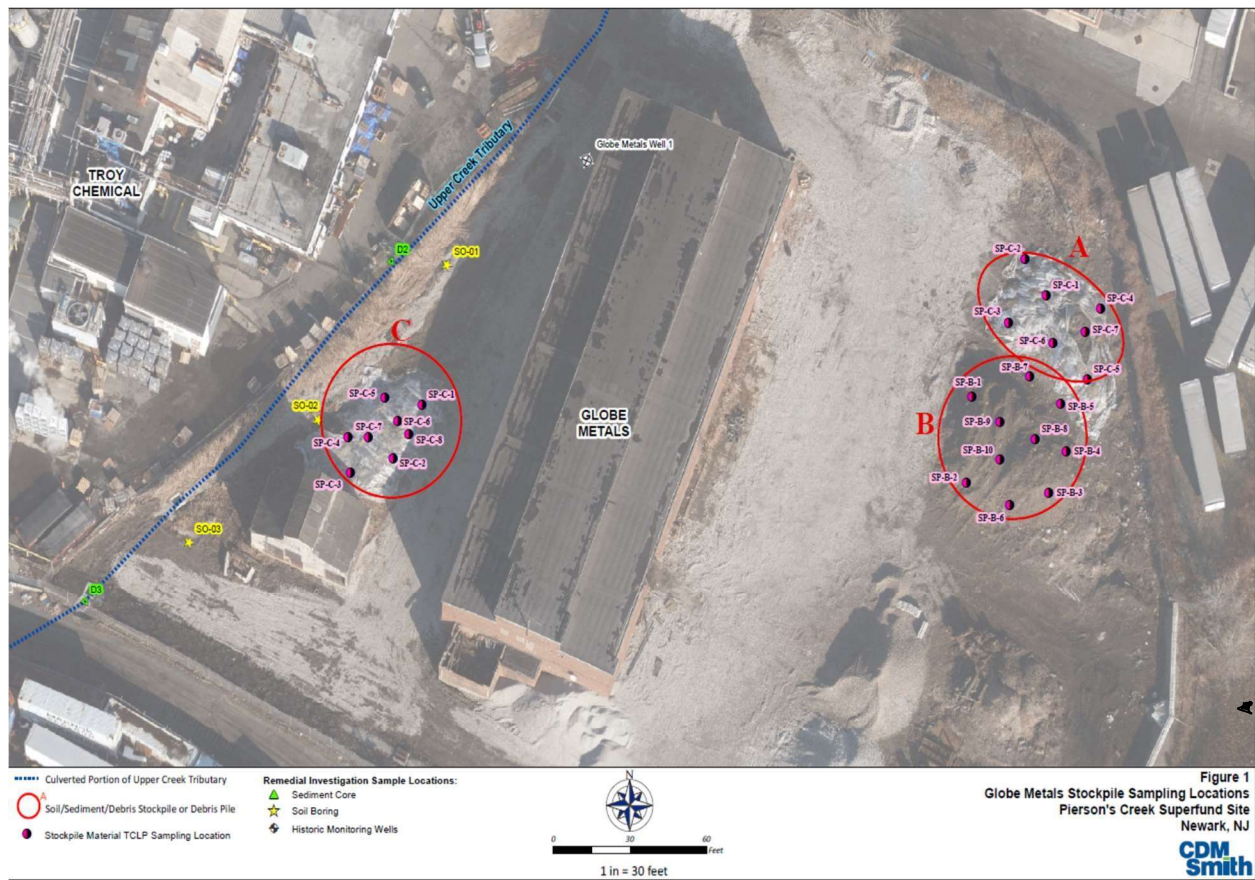 TROY
CHEMICAL
Upper Creek Tributary
Globe Metals Well 1
D2
SO-01
C
SP-C-5
SP-C-1
SO-02
SP-C-6
SP-C-7
SP-C-4
SP-C-8
SP-C-2
SP-C-3
SO-03
D3
GLOBE
METALS
A
SP-C-2
SP-C-1
SP-C-4
SP-C-3
SP-C-7
SP-C-6
SP-C-5
B
SP-B-7
SP-B-1
SP-B-5
SP-B-9
SP-B-8
SP-B-4
SP-B-10
SP-B-2
SP-B-3
SP-B-6
Culverted Portion of Upper Creek Tributary
A
Soil/Sediment/Debris Stockpile or Debris Pile
Stockpile Material TCLP Sampling Location
Remedial Investigation Sample Locations:
Sediment Core
Soil Boring
Historic Monitoring Wells
N
0 30 60
Feet
1 in = 30 feet
Figure 1
Globe Metals Stockpile Sampling Locations
Pierson's Creek Superfund Site
Newark, NJ
CDM
Smith